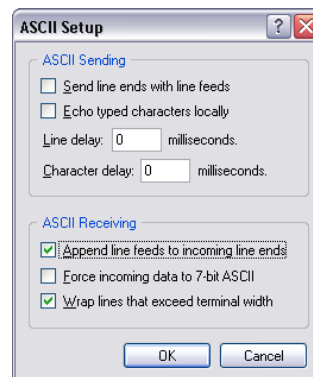 ASCII Setup
ASCII Sending
Send line ends with line feeds
Echo typed characters locally
Line delay: 0 milliseconds.
Character delay: 0 milliseconds.
ASCII Receiving
Append line feeds to incoming line ends
Force incoming data to 7-bit ASCII
Wrap lines that exceed terminal width
OK Cancel